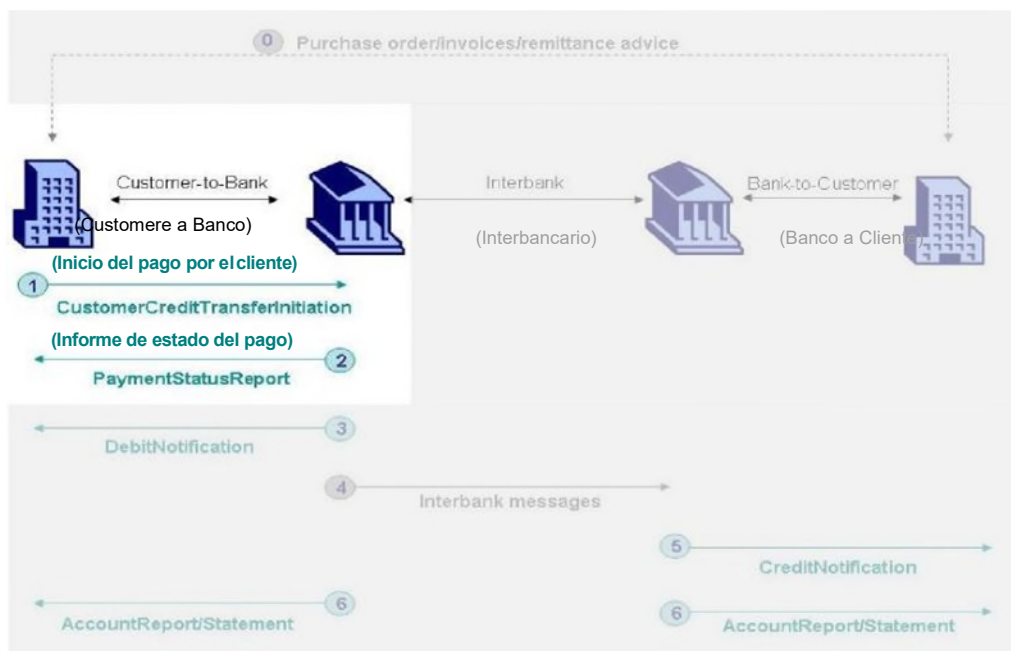 0 Purchase order/invoices/remittance advice
Customer-to-Bank
Interbank
Bank-to-Customer
(Customere a Banco)
(Interbancario)
(Banco a Cliente)
(Inicio del pago por el cliente)
1
CustomerCreditTransferInitiation
(Informe de estado del pago)
2
PaymentStatusReport
3
DebitNotification
4
Interbank messages
5
CreditNotification
6
AccountReport/Statement
6
AccountReport/Statement